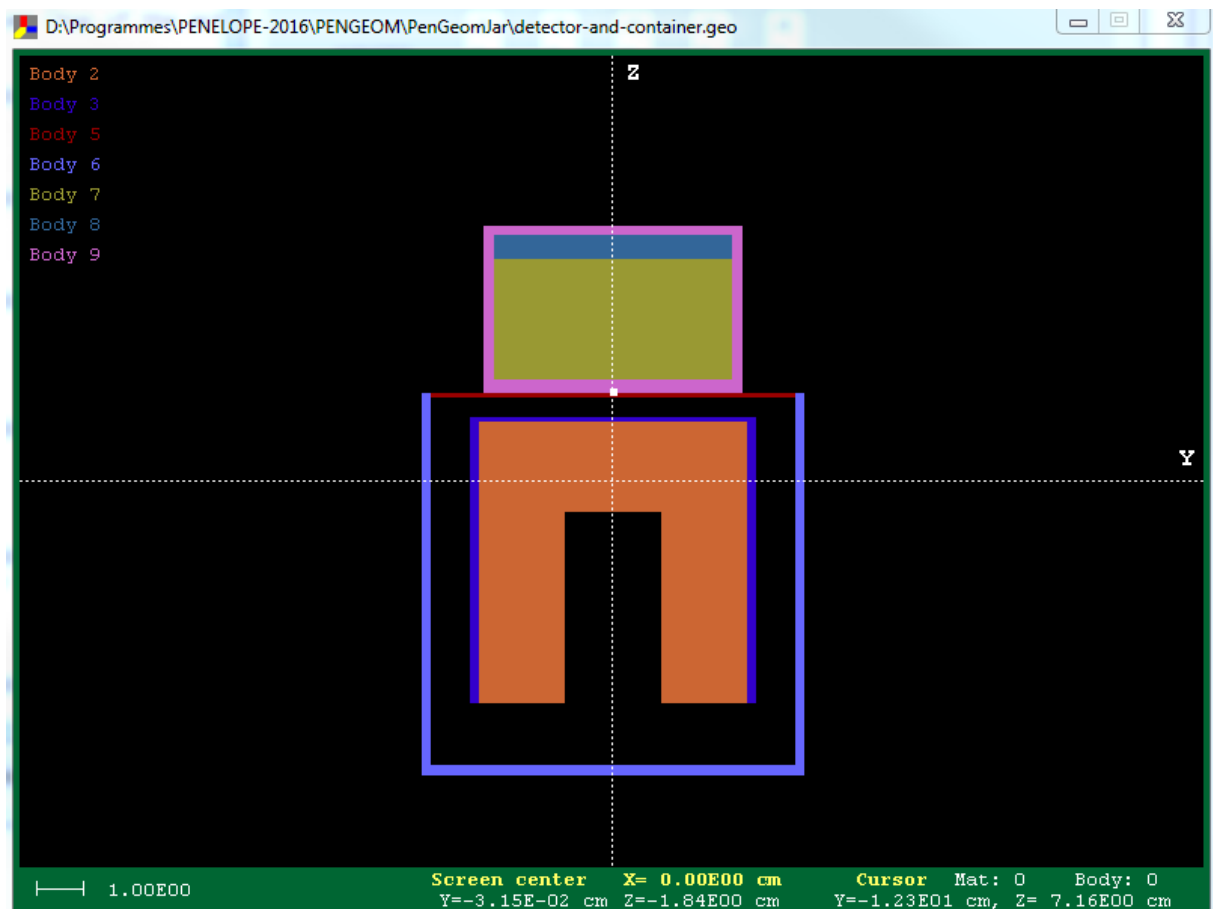 D:\Programmes\PENELOPE-2016\PENGEOM\PenGeomJar\detector-and-container.geo
Body 2
Body 3
Body 5
Body 6
Body 7
Body 8
Body 9
Z
Y
1.00E00
Screen center X= 0.00E00 cm
Y=-3.15E-02 cm Z=-1.84E00 cm
Cursor Mat: 0 Body: 0
Y=-1.23E01 cm, Z= 7.16E00 cm